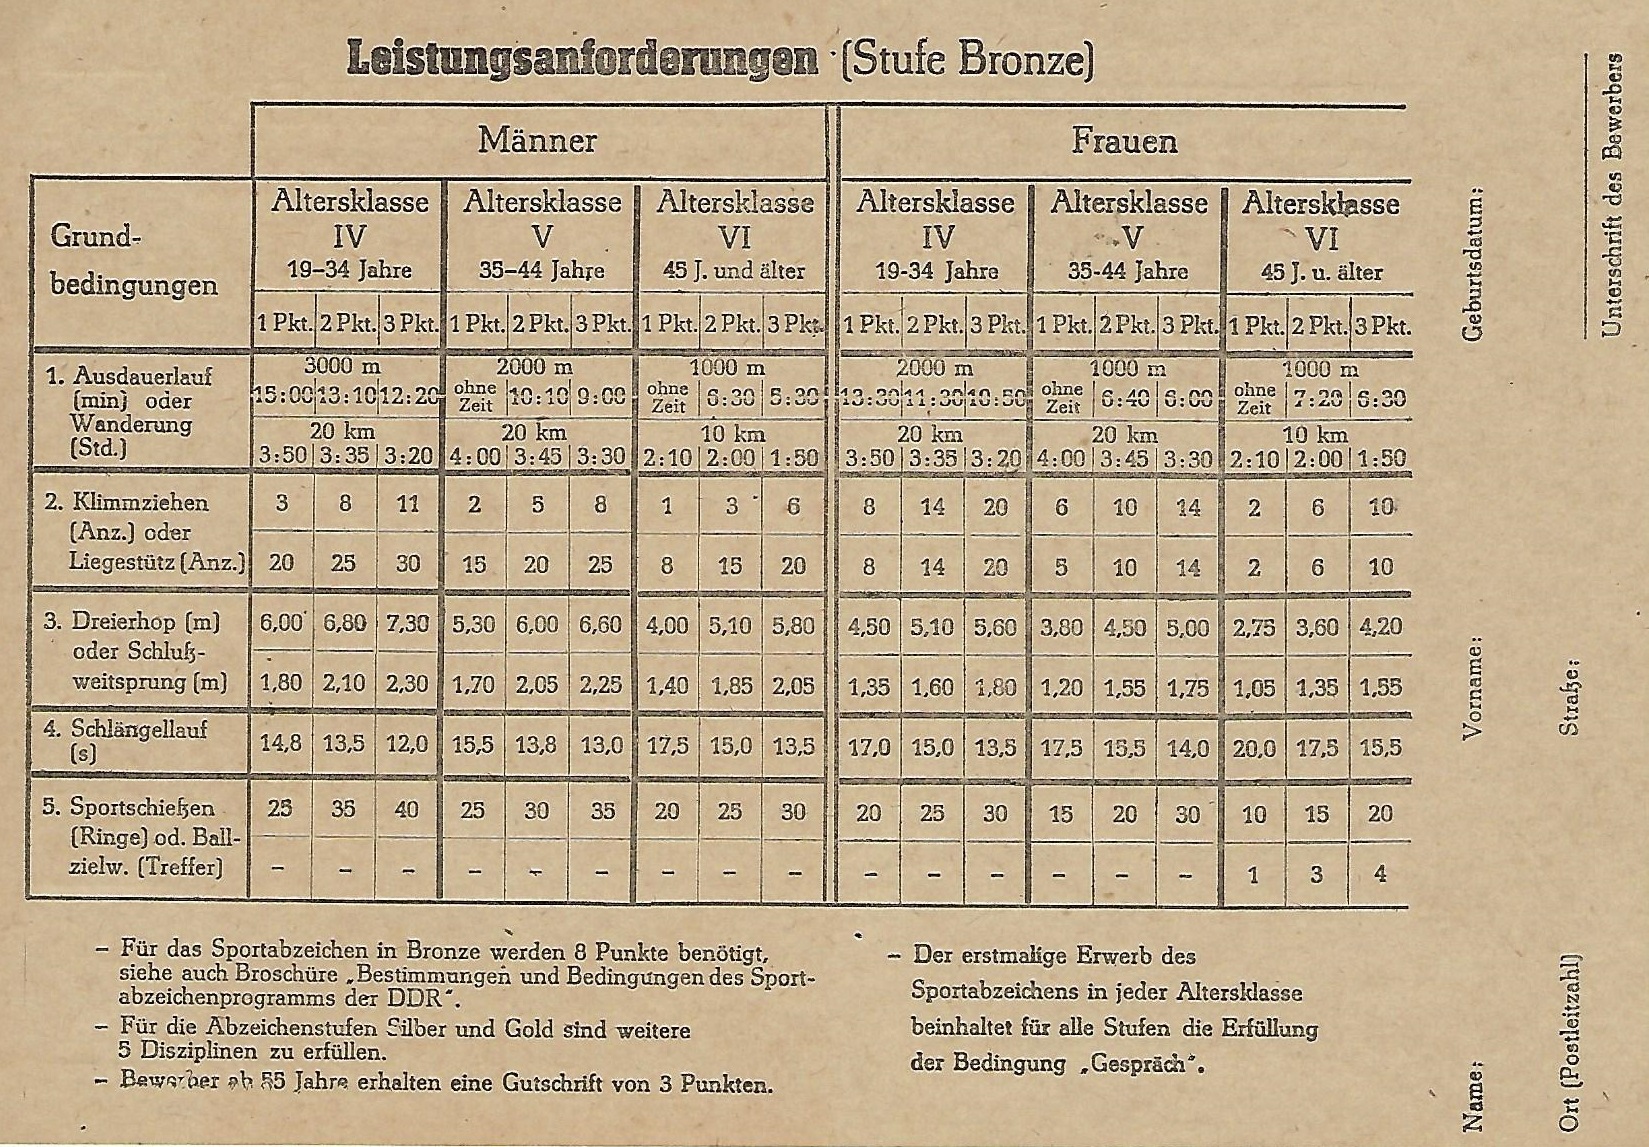 Leistungsanforderungen (Stufe Bronze)
Männer Frauen
Grund-
bedingungen
Altersklasse Altersklasse Altersklasse Altersklasse Altersklasse Altersklasse
IV V VI IV V VI
19–34 Jahre 35–44 Jahre 45 J. und älter 19-34 Jahre 35-44 Jahre 45 J. u. älter
1 Pkt. 2 Pkt. 3 Pkt. 1 Pkt. 2 Pkt. 3 Pkt. 1 Pkt. 2 Pkt. 3 Pkt. 1 Pkt. 2 Pkt. 3 Pkt. 1 Pkt. 2 Pkt. 3 Pkt. 1 Pkt. 2 Pkt. 3 Pkt.
1. Ausdauerlauf
(min) oder
Wanderung
(Std.)
3000 m 2000 m 1000 m 2000 m 1000 m 1000 m
15:00 13:10 12:20 ohne Zeit 10:10 9:00 ohne Zeit 6:30 5:30 13:30 11:30 10:50 ohne Zeit 6:40 6:00 ohne Zeit 7:20 6:30
20 km 20 km 10 km 20 km 20 km 10 km
3:50 3:35 3:20 4:00 3:45 3:30 2:10 2:00 1:50 3:50 3:35 3:20 4:00 3:45 3:30 2:10 2:00 1:50
2. Klimmziehen 3 8 11 2 5 8 1 3 6 8 14 20 6 10 14 2 6 10
(Anz.) oder
Liegestütz (Anz.) 20 25 30 15 20 25 8 15 20 8 14 20 5 10 14 2 6 10
3. Dreierhop (m) 6,00 6,80 7,30 5,30 6,00 6,60 4,00 5,10 5,80 4,50 5,10 5,60 3,80 4,50 5,00 2,75 3,60 4,20
oder Schluß-
weitsprung (m) 1,80 2,10 2,30 1,70 2,05 2,25 1,40 1,85 2,05 1,35 1,60 1,80 1,20 1,55 1,75 1,05 1,35 1,55
4. Schlängellauf
(s) 14,8 13,5 12,0 15,5 13,8 13,0 17,5 15,0 13,5 17,0 15,0 13,5 17,5 15,5 14,0 20,0 17,5 15,5
5. Sportschießen 25 35 40 25 30 35 20 25 30 20 25 30 15 20 30 10 15 20
(Ringe) od. Ball-
zielw. (Treffer) – – – – – – – – – – – – – – – 1 3 4
– Für das Sportabzeichen in Bronze werden 8 Punkte benötigt,
siehe auch Broschüre „Bestimmungen und Bedingungen des Sport-
abzeichenprogramms der DDR".
– Für die Abzeichenstufen Silber und Gold sind weitere
5 Disziplinen zu erfüllen.
– Bewerber ab 55 Jahre erhalten eine Gutschrift von 3 Punkten.
– Der erstmalige Erwerb des
Sportabzeichens in jeder Altersklasse
beinhaltet für alle Stufen die Erfüllung
der Bedingung „Gespräch".
Name: Vorname: Geburtsdatum:
Ort (Postleitzahl) Straße:
Unterschrift des Bewerbers